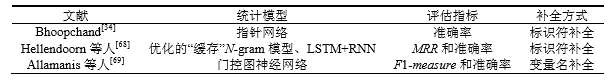 文献 统计模型 评估指标 补全方式
Bhoopchand[34] 指针网络 准确率 标识符补全
Hellendoorn 等人[68] 优化的“缓存”N-gram 模型、LSTM+RNN MRR 和准确率 标识符补全
Allamanis 等人[69] 门控图神经网络 F1-measure 和准确率 变量名补全